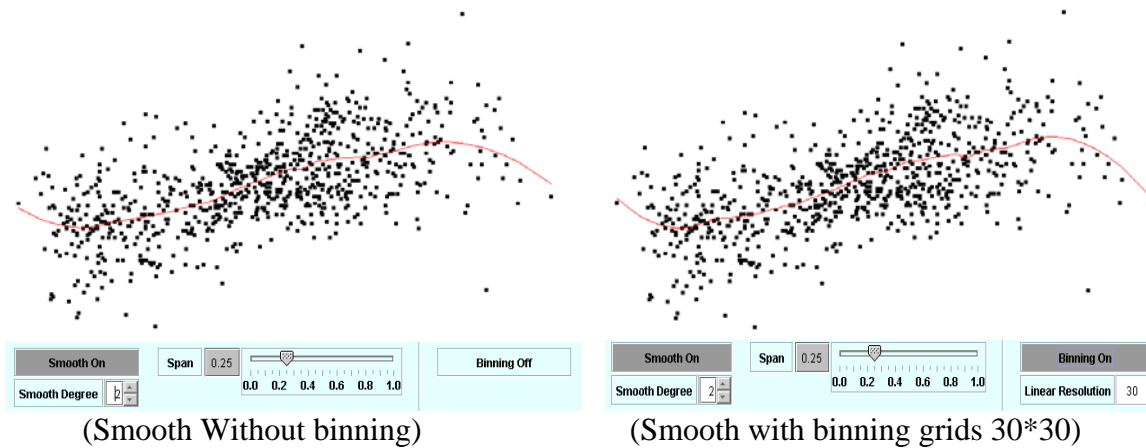 Smooth On Span 0.25 Binning Off
0.0 0.2 0.4 0.6 0.8 1.0
Smooth Degree 2
(Smooth Without binning)
Smooth On Span 0.25 Binning On
0.0 0.2 0.4 0.6 0.8 1.0
Smooth Degree 2 Linear Resolution 30
(Smooth with binning grids 30*30)